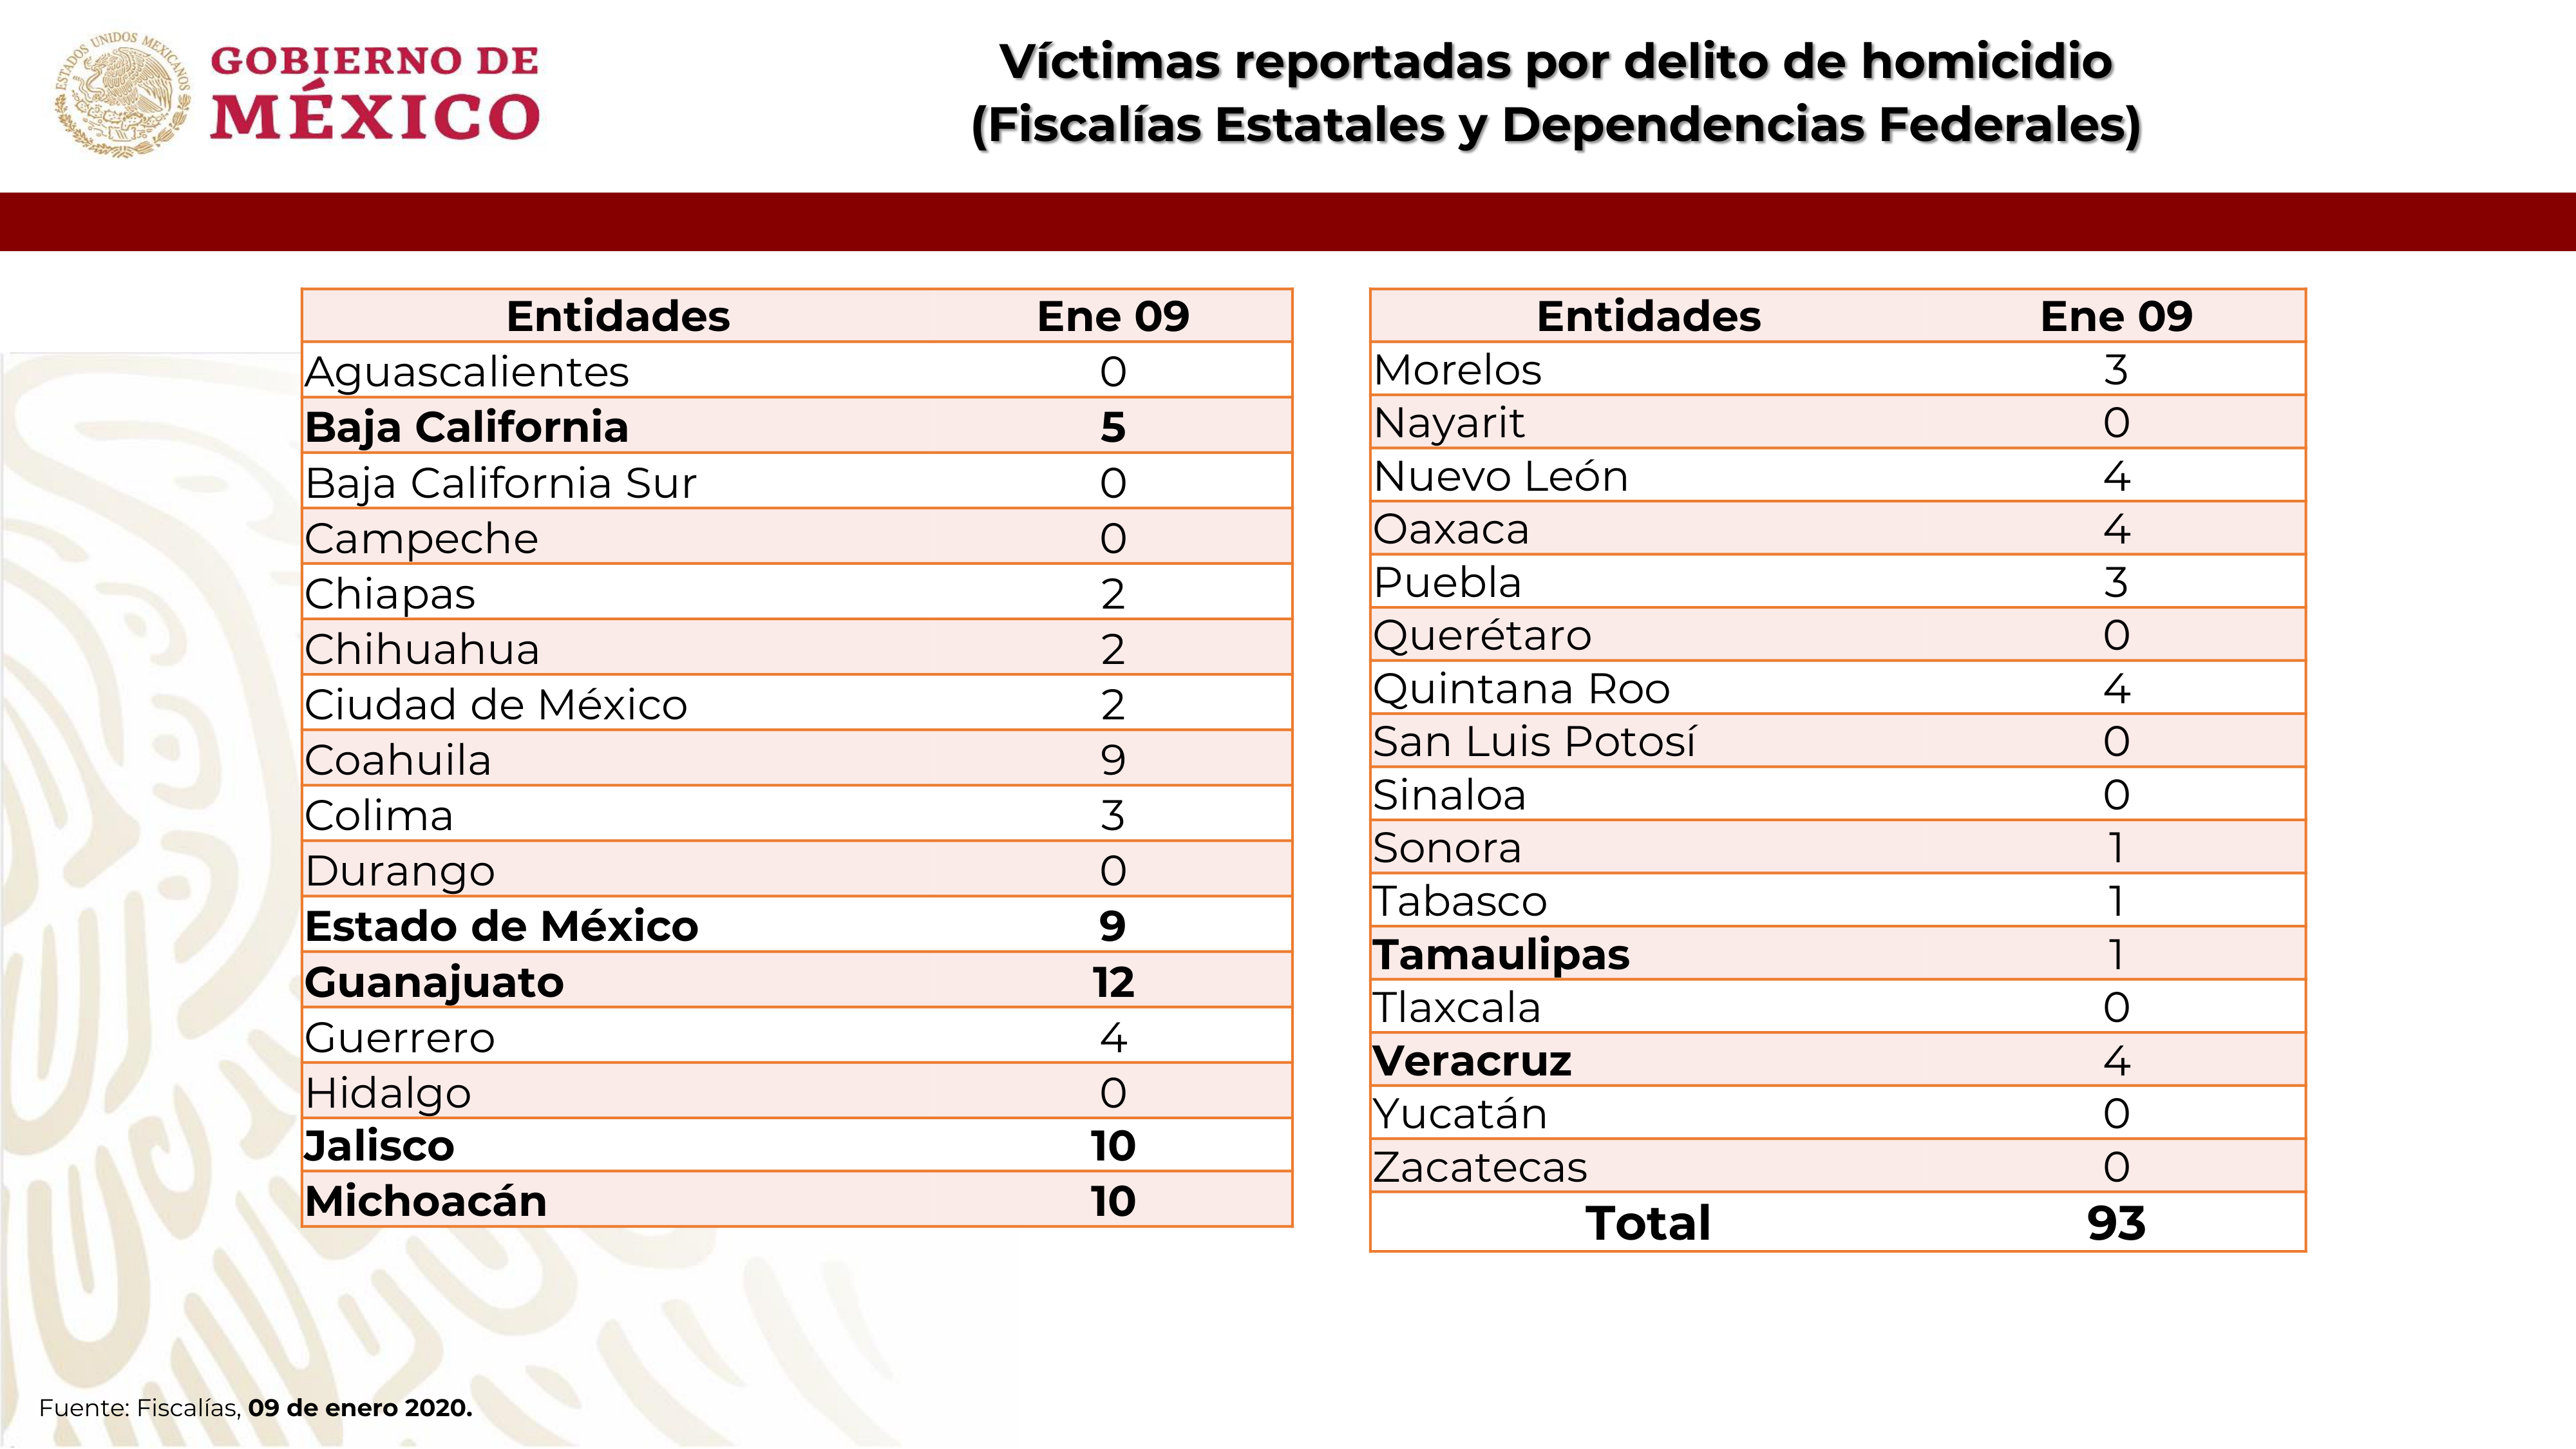 ESTADOS UNIDOS MEXICANOS
GOBIERNO DE
MÉXICO
Víctimas reportadas por delito de homicidio
(Fiscalías Estatales y Dependencias Federales)
Entidades Ene 09
Aguascalientes 0
Baja California 5
Baja California Sur 0
Campeche 0
Chiapas 2
Chihuahua 2
Ciudad de México 2
Coahuila 9
Colima 3
Durango 0
Estado de México 9
Guanajuato 12
Guerrero 4
Hidalgo 0
Jalisco 10
Michoacán 10
Entidades Ene 09
Morelos 3
Nayarit 0
Nuevo León 4
Oaxaca 4
Puebla 3
Querétaro 0
Quintana Roo 4
San Luis Potosí 0
Sinaloa 0
Sonora 1
Tabasco 1
Tamaulipas 1
Tlaxcala 0
Veracruz 4
Yucatán 0
Zacatecas 0
Total 93
Fuente: Fiscalías, 09 de enero 2020.